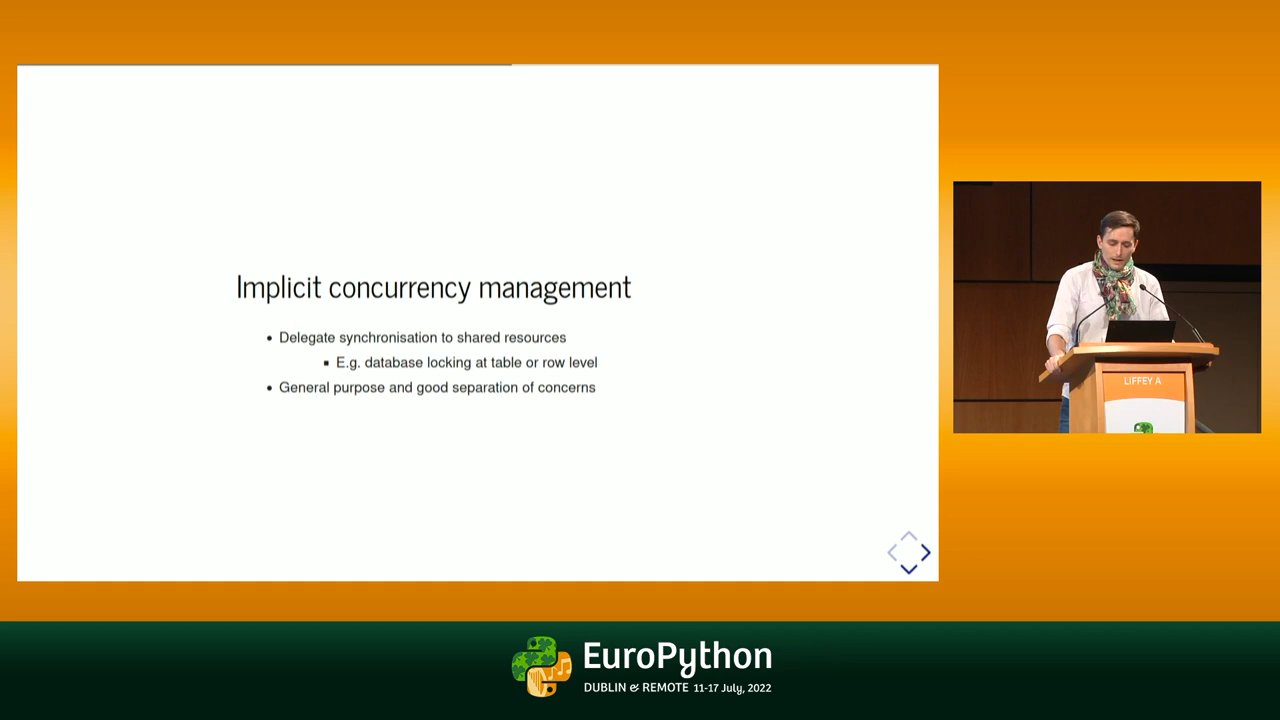 Implicit concurrency management
Delegate synchronisation to shared resources
E.g. database locking at table or row level
General purpose and good separation of concerns
LIFFEY A
EuroPython
DUBLIN & REMOTE 11-17 July, 2022